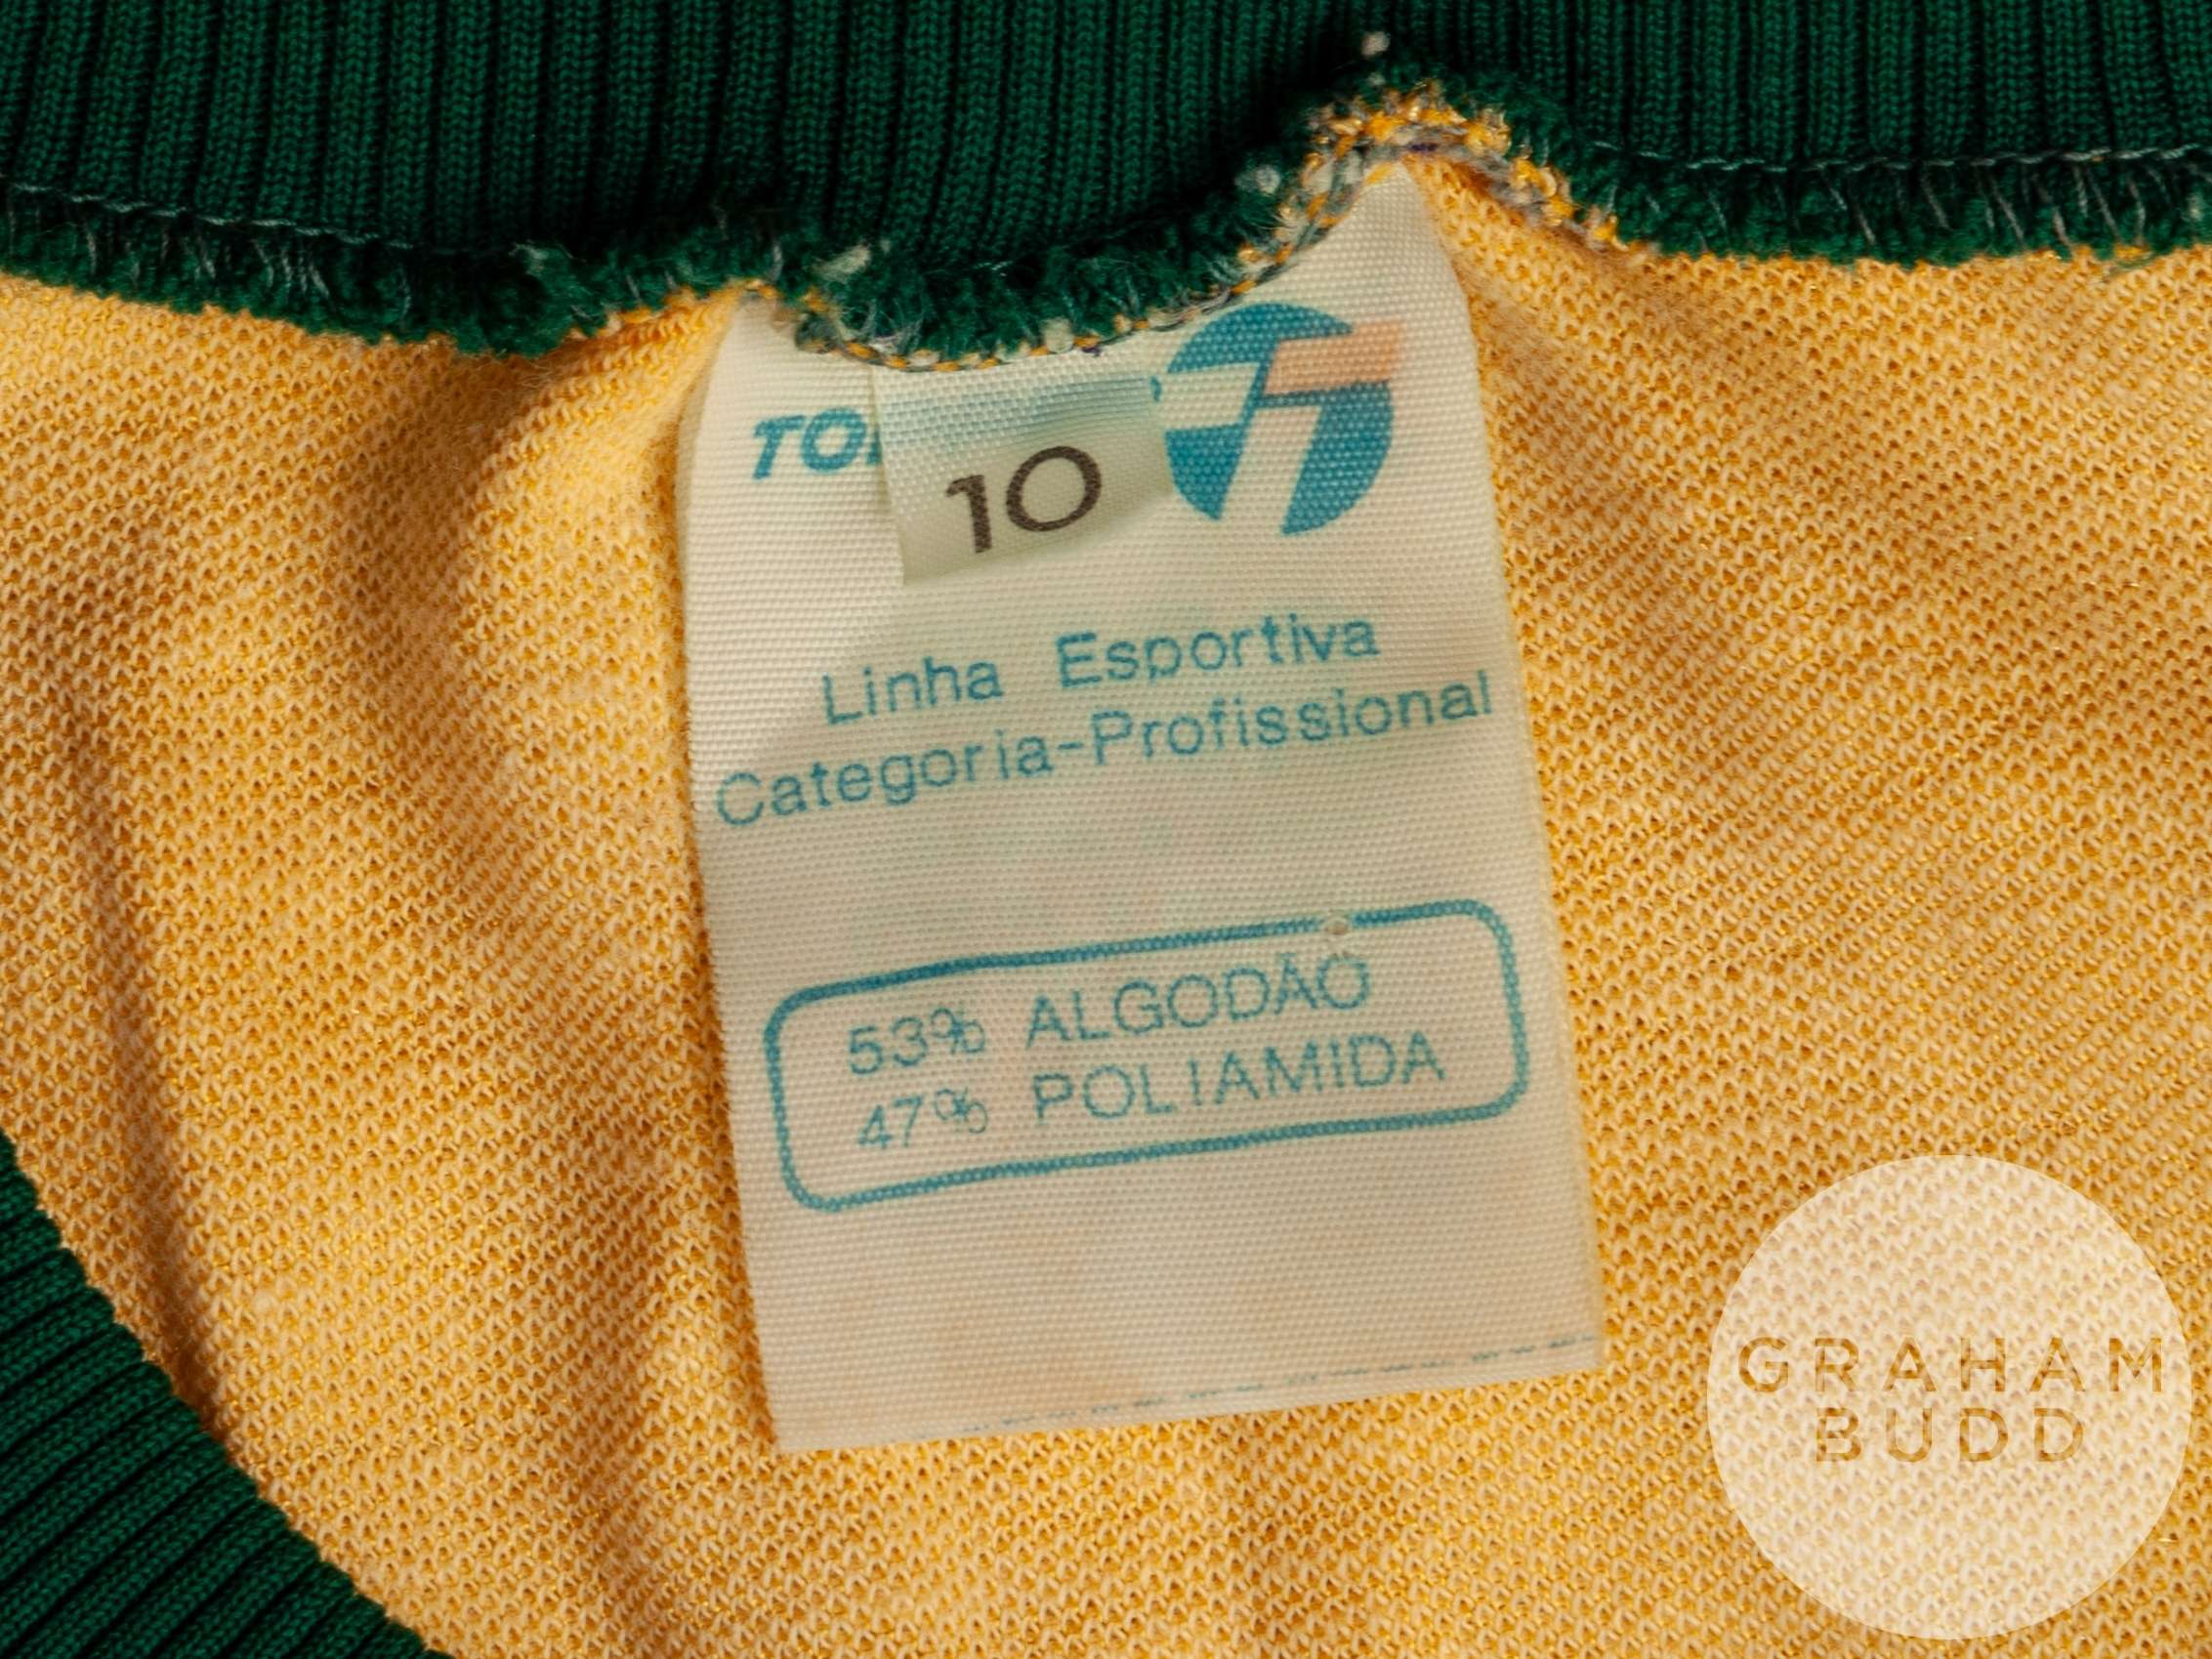 10
Linha Esportiva
Categoria-Profissional
53% ALGODÃO
47% POLIAMIDA
GRAHAM
BUDD